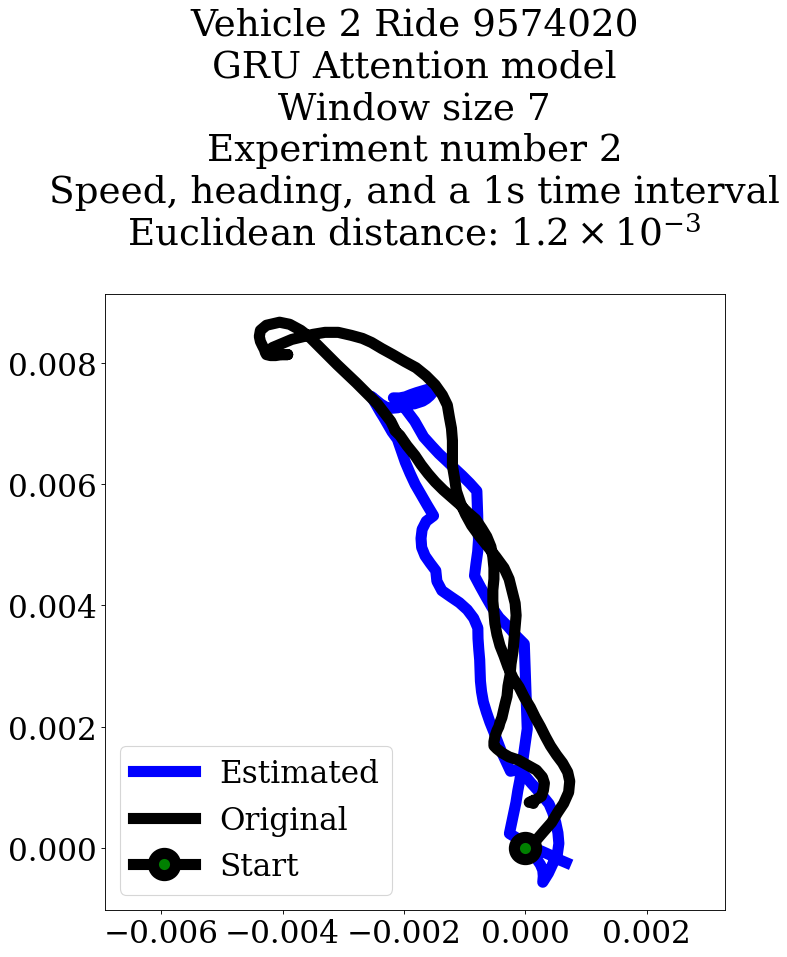 Vehicle 2 Ride 9574020
GRU Attention model
Window size 7
Experiment number 2
Speed, heading, and a 1s time interval
Euclidean distance: 1.2 × 10⁻³
0.008
0.006
0.004
0.002
0.000
Estimated
Original
Start
−0.006 −0.004 −0.002 0.000 0.002